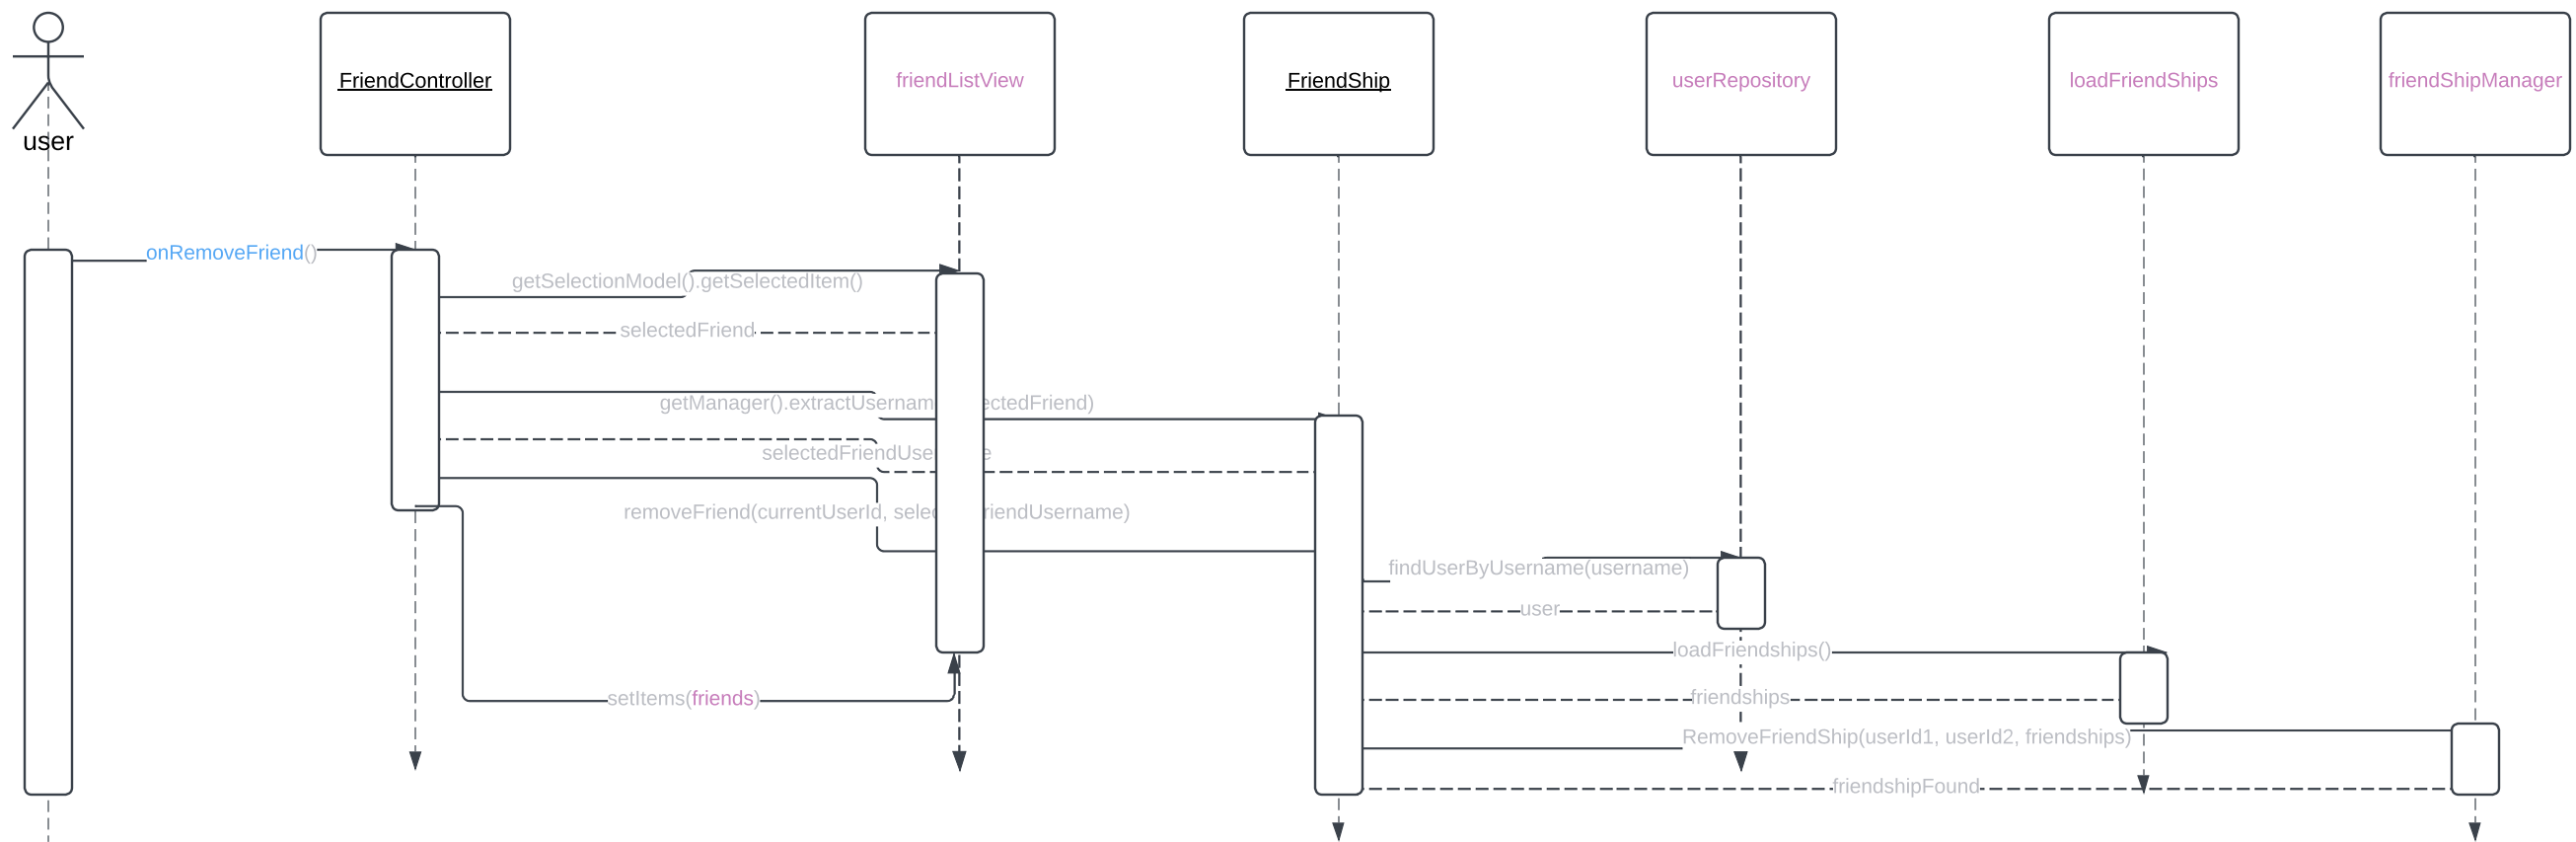 user
FriendController
friendListView
FriendShip
userRepository
loadFriendShips
friendShipManager
onRemoveFriend()
getSelectionModel().getSelectedItem()
selectedFriend
getManager().extractUsernam ectedFriend)
selectedFriendUse e
removeFriend(currentUserId, selec riendUsername)
findUserByUsername(username)
user
loadFriendships()
friendships
setItems(friends)
RemoveFriendShip(userId1, userId2, friendships)
friendshipFound